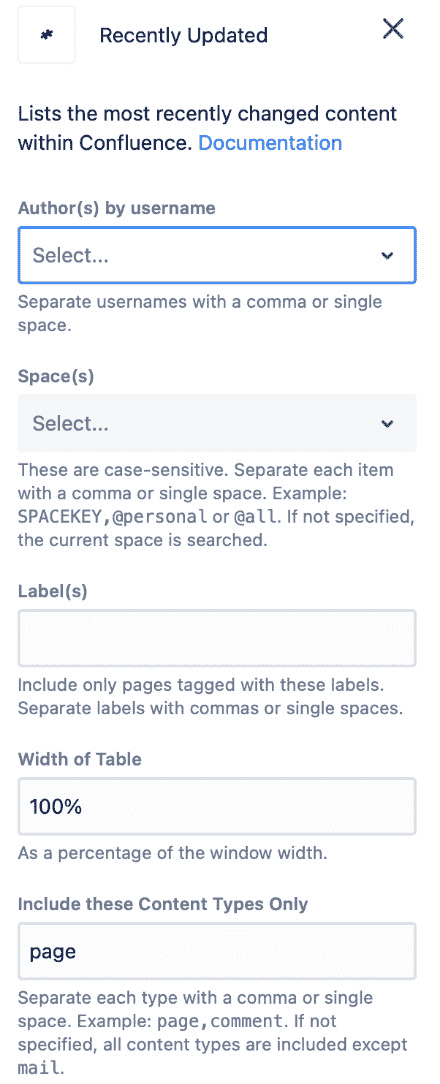 Recently Updated
Lists the most recently changed content
within Confluence. Documentation
Author(s) by username
Select...
Separate usernames with a comma or single
space.
Space(s)
Select...
These are case-sensitive. Separate each item
with a comma or single space. Example:
SPACEKEY,@personal or @all. If not specified,
the current space is searched.
Label(s)
Include only pages tagged with these labels.
Separate labels with commas or single spaces.
Width of Table
100%
As a percentage of the window width.
Include these Content Types Only
page
Separate each type with a comma or single
space. Example: page,comment. If not
specified, all content types are included except
mail.